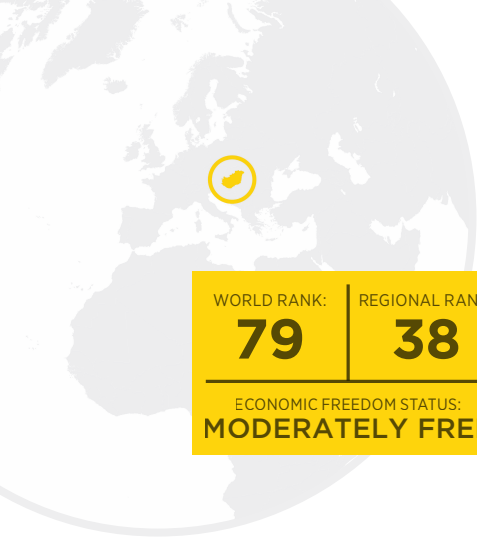 WORLD RANK: REGIONAL RAN
79 38
ECONOMIC FREEDOM STATUS:
MODERATELY FRE